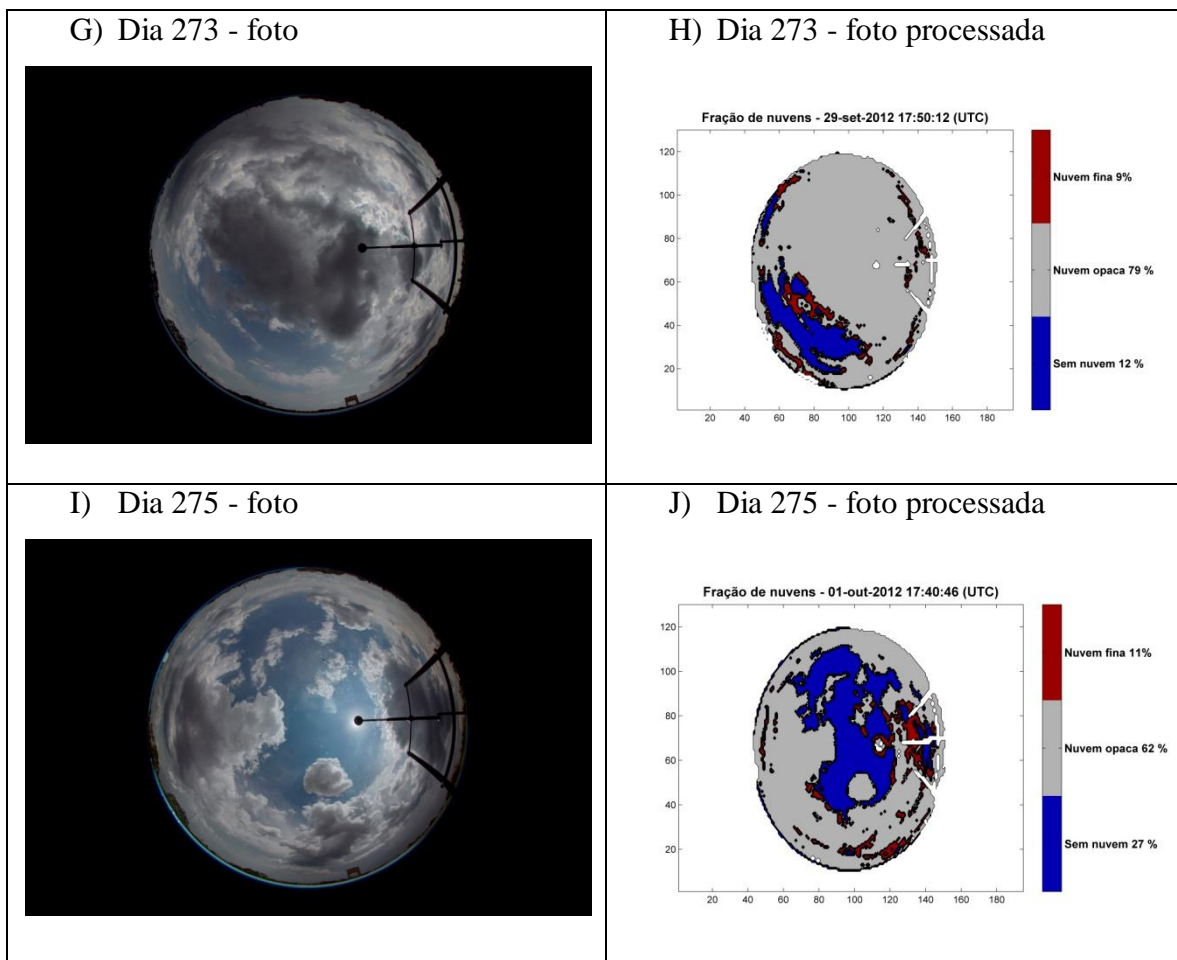 G) Dia 273 - foto
H) Dia 273 - foto processada
Fração de nuvens - 29-set-2012 17:50:12 (UTC)
120
100
80
60
40
20
20 40 60 80 100 120 140 160 180
Nuvem fina 9%
Nuvem opaca 79 %
Sem nuvem 12 %
I) Dia 275 - foto
J) Dia 275 - foto processada
Fração de nuvens - 01-out-2012 17:40:46 (UTC)
120
100
80
60
40
20
20 40 60 80 100 120 140 160 180
Nuvem fina 11%
Nuvem opaca 62 %
Sem nuvem 27 %